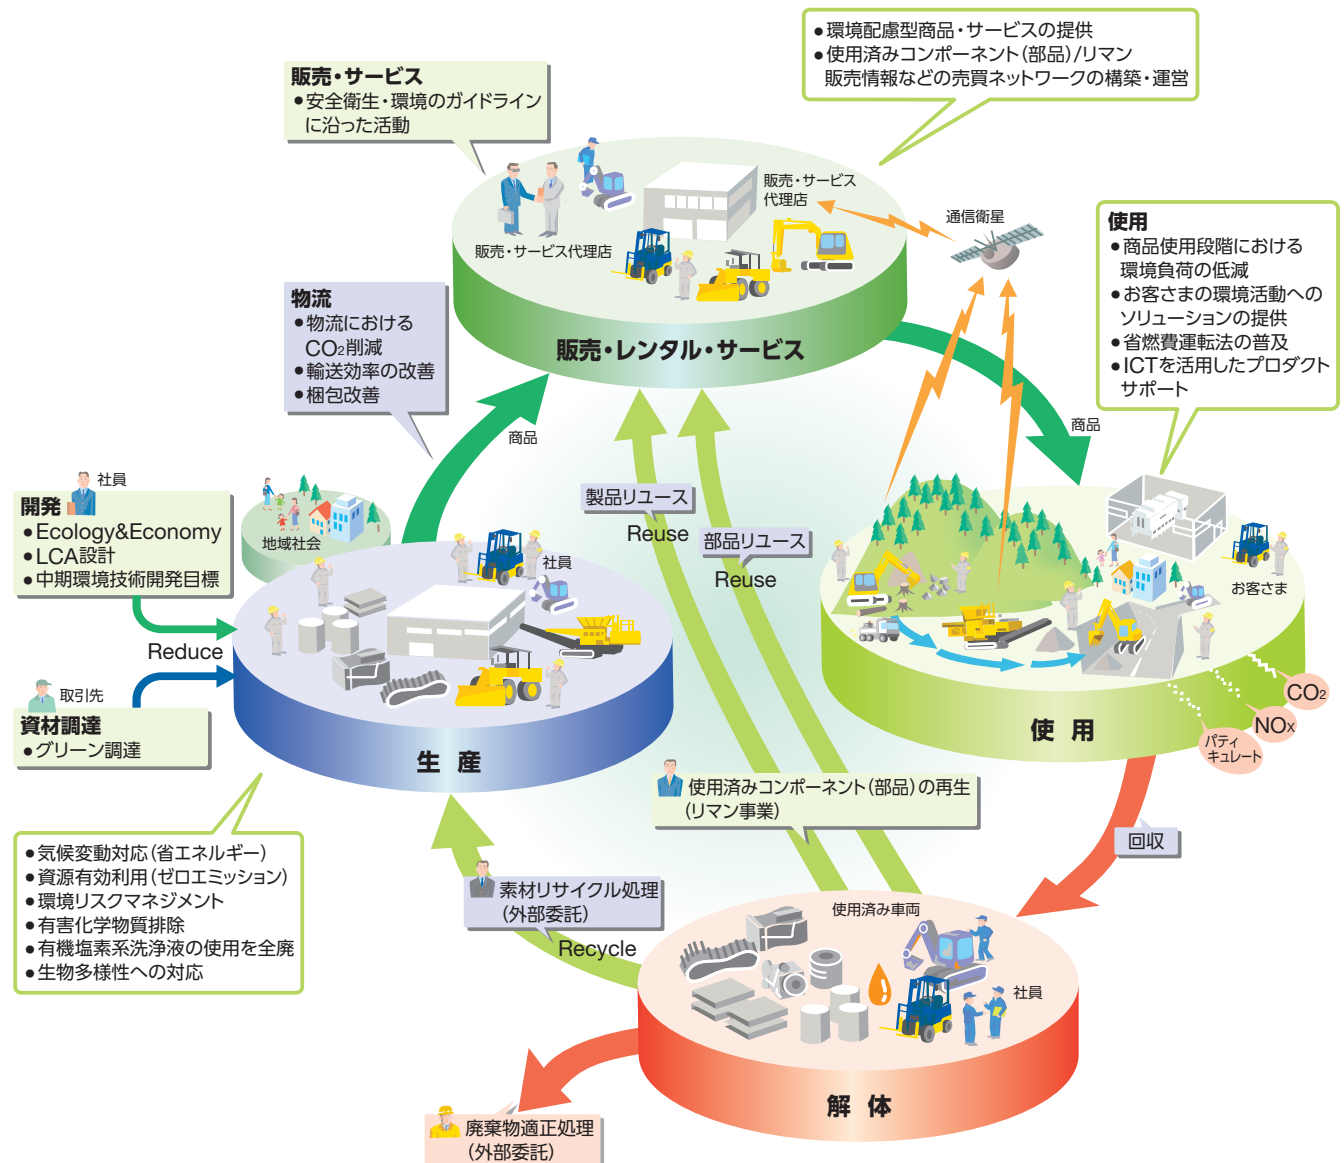 ●環境配慮型商品・サービスの提供
●使用済みコンポーネント(部品)/リマン
販売情報などの売買ネットワークの構築・運営
販売・サービス
●安全衛生・環境のガイドライン
に沿った活動
販売・サービス
代理店
販売・サービス代理店
通信衛星
販売・レンタル・サービス
使用
●商品使用段階における
環境負荷の低減
●お客さまの環境活動への
ソリューションの提供
●省燃費運転法の普及
●ICTを活用したプロダクト
サポート
物流
●物流における
CO₂削減
●輸送効率の改善
●梱包改善
商品
商品
社員
開発
●Ecology&Economy
●LCA設計
●中期環境技術開発目標
地域社会
社員
製品リユース
Reuse
部品リユース
Reuse
お客さま
Reduce
取引先
資材調達
●グリーン調達
生産
使用
CO₂
NOx
パティ
キュレート
使用済みコンポーネント(部品)の再生
(リマン事業)
回収
●気候変動対応(省エネルギー)
●資源有効利用(ゼロエミッション)
●環境リスクマネジメント
●有害化学物質排除
●有機塩素系洗浄液の使用を全廃
●生物多様性への対応
素材リサイクル処理
(外部委託)
Recycle
使用済み車両
社員
解体
廃棄物適正処理
(外部委託)